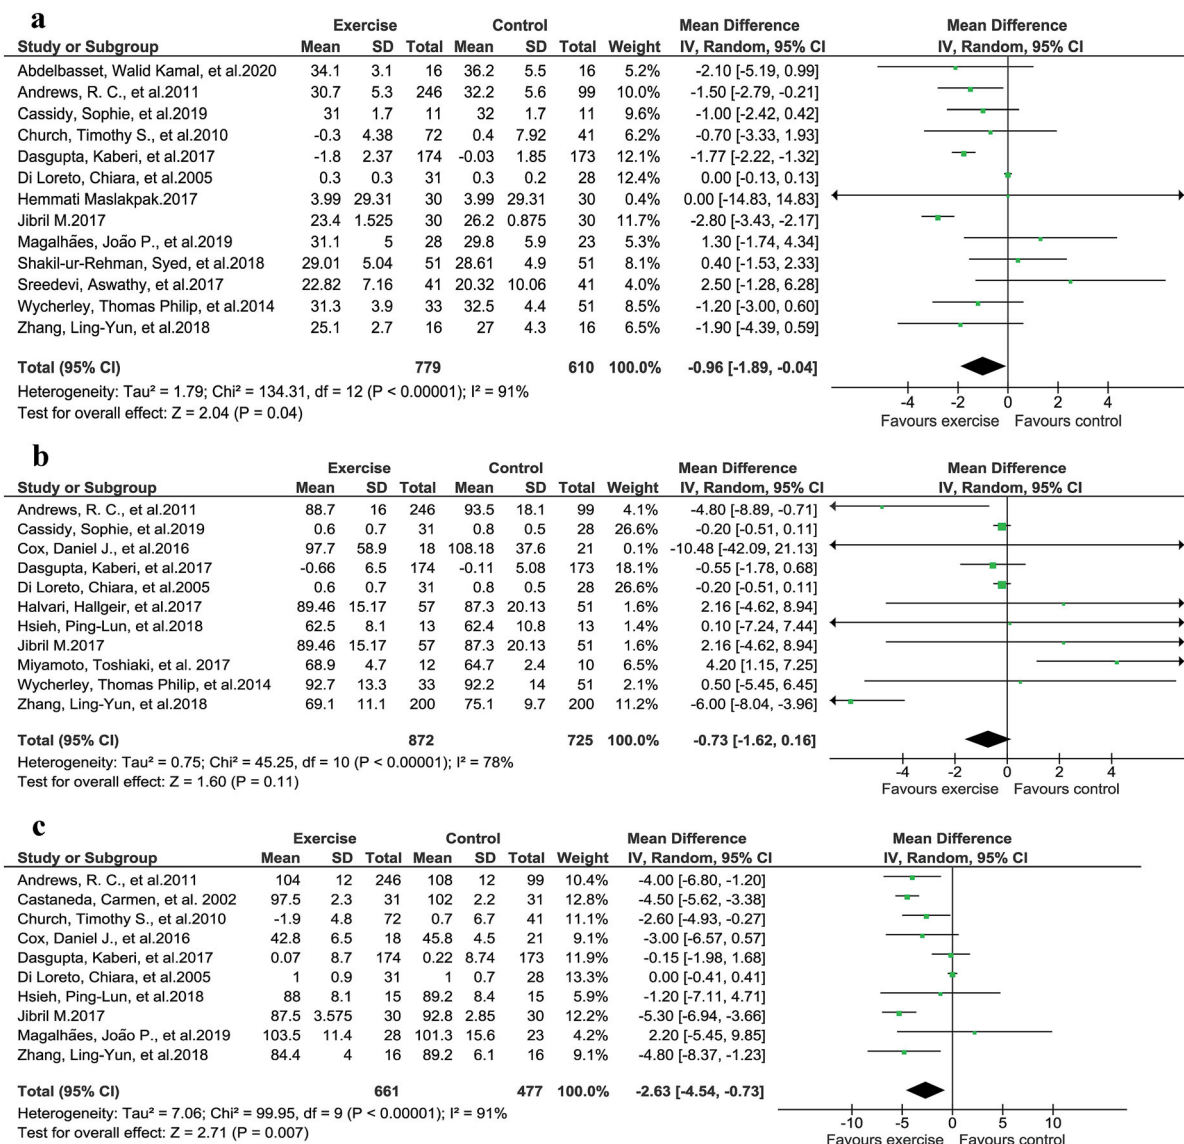 a
Exercise Control Mean Difference Mean Difference
Study or Subgroup Mean SD Total Mean SD Total Weight IV, Random, 95% CI IV, Random, 95% CI
Abdelbasset, Walid Kamal, et al.2020 34.1 3.1 16 36.2 5.5 16 5.2% -2.10 [-5.19, 0.99]
Andrews, R. C., et al.2011 30.7 5.3 246 32.2 5.6 99 10.0% -1.50 [-2.79, -0.21]
Cassidy, Sophie, et al.2019 31 1.7 11 32 1.7 11 9.6% -1.00 [-2.42, 0.42]
Church, Timothy S., et al.2010 -0.3 4.38 72 0.4 7.92 41 6.2% -0.70 [-3.33, 1.93]
Dasgupta, Kaberi, et al.2017 -1.8 2.37 174 -0.03 1.85 173 12.1% -1.77 [-2.22, -1.32]
Di Loreto, Chiara, et al.2005 0.3 0.3 31 0.3 0.2 28 12.4% 0.00 [-0.13, 0.13]
Hemmati Maslakpak.2017 3.99 29.31 30 3.99 29.31 30 0.4% 0.00 [-14.83, 14.83]
Jibril M.2017 23.4 1.525 30 26.2 0.875 30 11.7% -2.80 [-3.43, -2.17]
Magalhães, João P., et al.2019 31.1 5 28 29.8 5.9 23 5.3% 1.30 [-1.74, 4.34]
Shakil-ur-Rehman, Syed, et al.2018 29.01 5.04 51 28.61 4.9 51 8.1% 0.40 [-1.53, 2.33]
Sreedevi, Aswathy, et al.2017 22.82 7.16 41 20.32 10.06 41 4.0% 2.50 [-1.28, 6.28]
Wycherley, Thomas Philip, et al.2014 31.3 3.9 33 32.5 4.4 51 8.5% -1.20 [-3.00, 0.60]
Zhang, Ling-Yun, et al.2018 25.1 2.7 16 27 4.3 16 6.5% -1.90 [-4.39, 0.59]
Total (95% CI) 779 610 100.0% -0.96 [-1.89, -0.04]
Heterogeneity: Tau² = 1.79; Chi² = 134.31, df = 12 (P < 0.00001); I² = 91%
Test for overall effect: Z = 2.04 (P = 0.04)
-4 -2 0 2 4
Favours exercise Favours control
b
Exercise Control Mean Difference Mean Difference
Study or Subgroup Mean SD Total Mean SD Total Weight IV, Random, 95% CI IV, Random, 95% CI
Andrews, R. C., et al.2011 88.7 16 246 93.5 18.1 99 4.1% -4.80 [-8.89, -0.71]
Cassidy, Sophie, et al.2019 0.6 0.7 31 0.8 0.5 28 26.6% -0.20 [-0.51, 0.11]
Cox, Daniel J., et al.2016 97.7 58.9 18 108.18 37.6 21 0.1% -10.48 [-42.09, 21.13]
Dasgupta, Kaberi, et al.2017 -0.66 6.5 174 -0.11 5.08 173 18.1% -0.55 [-1.78, 0.68]
Di Loreto, Chiara, et al.2005 0.6 0.7 31 0.8 0.5 28 26.6% -0.20 [-0.51, 0.11]
Halvari, Hallgeir, et al.2017 89.46 15.17 57 87.3 20.13 51 1.6% 2.16 [-4.62, 8.94]
Hsieh, Ping-Lun, et al.2018 62.5 8.1 13 62.4 10.8 13 1.4% 0.10 [-7.24, 7.44]
Jibril M.2017 89.46 15.17 57 87.3 20.13 51 1.6% 2.16 [-4.62, 8.94]
Miyamoto, Toshiaki, et al. 2017 68.9 4.7 12 64.7 2.4 10 6.5% 4.20 [1.15, 7.25]
Wycherley, Thomas Philip, et al.2014 92.7 13.3 33 92.2 14 51 2.1% 0.50 [-5.45, 6.45]
Zhang, Ling-Yun, et al.2018 69.1 11.1 200 75.1 9.7 200 11.2% -6.00 [-8.04, -3.96]
Total (95% CI) 872 725 100.0% -0.73 [-1.62, 0.16]
Heterogeneity: Tau² = 0.75; Chi² = 45.25, df = 10 (P < 0.00001); I² = 78%
Test for overall effect: Z = 1.60 (P = 0.11)
-4 -2 0 2 4
Favours exercise Favours control
c
Exercise Control Mean Difference Mean Difference
Study or Subgroup Mean SD Total Mean SD Total Weight IV, Random, 95% CI IV, Random, 95% CI
Andrews, R. C., et al.2011 104 12 246 108 12 99 10.4% -4.00 [-6.80, -1.20]
Castaneda, Carmen, et al. 2002 97.5 2.3 31 102 2.2 31 12.8% -4.50 [-5.62, -3.38]
Church, Timothy S., et al.2010 -1.9 4.8 72 0.7 6.7 41 11.1% -2.60 [-4.93, -0.27]
Cox, Daniel J., et al.2016 42.8 6.5 18 45.8 4.5 21 9.1% -3.00 [-6.57, 0.57]
Dasgupta, Kaberi, et al.2017 0.07 8.7 174 0.22 8.74 173 11.9% -0.15 [-1.98, 1.68]
Di Loreto, Chiara, et al.2005 1 0.9 31 1 0.7 28 13.3% 0.00 [-0.41, 0.41]
Hsieh, Ping-Lun, et al.2018 88 8.1 15 89.2 8.4 15 5.9% -1.20 [-7.11, 4.71]
Jibril M.2017 87.5 3.575 30 92.8 2.85 30 12.2% -5.30 [-6.94, -3.66]
Magalhães, João P., et al.2019 103.5 11.4 28 101.3 15.6 23 4.2% 2.20 [-5.45, 9.85]
Zhang, Ling-Yun, et al.2018 84.4 4 16 89.2 6.1 16 9.1% -4.80 [-8.37, -1.23]
Total (95% CI) 661 477 100.0% -2.63 [-4.54, -0.73]
Heterogeneity: Tau² = 7.06; Chi² = 99.95, df = 9 (P < 0.00001); I² = 91%
Test for overall effect: Z = 2.71 (P = 0.007)
-10 -5 0 5 10
Favours exercise Favours control